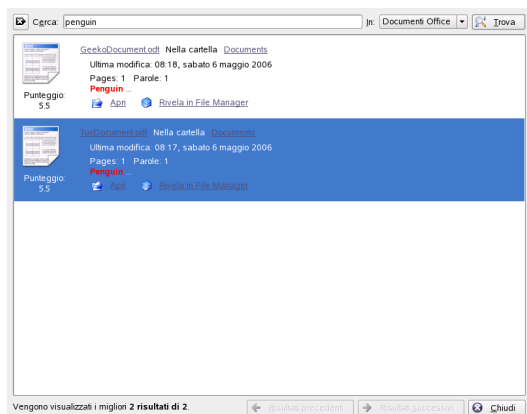 Cerca: penguin In: Documenti Office Trova
GeekoDocument.odt Nella cartella Documents
Ultima modifica: 08:18, sabato 6 maggio 2006
Pages: 1 Parole: 1
Penguin ...
Punteggio:
5.5
Apri Rivela in File Manager
TuxDocument.odt Nella cartella Documents
Ultima modifica: 08:17, sabato 6 maggio 2006
Pages: 1 Parole: 1
Penguin ...
Punteggio:
5.5
Apri Rivela in File Manager
Vengono visualizzati i migliori 2 risultati di 2. Risultati precedenti Risultati successivi Chiudi